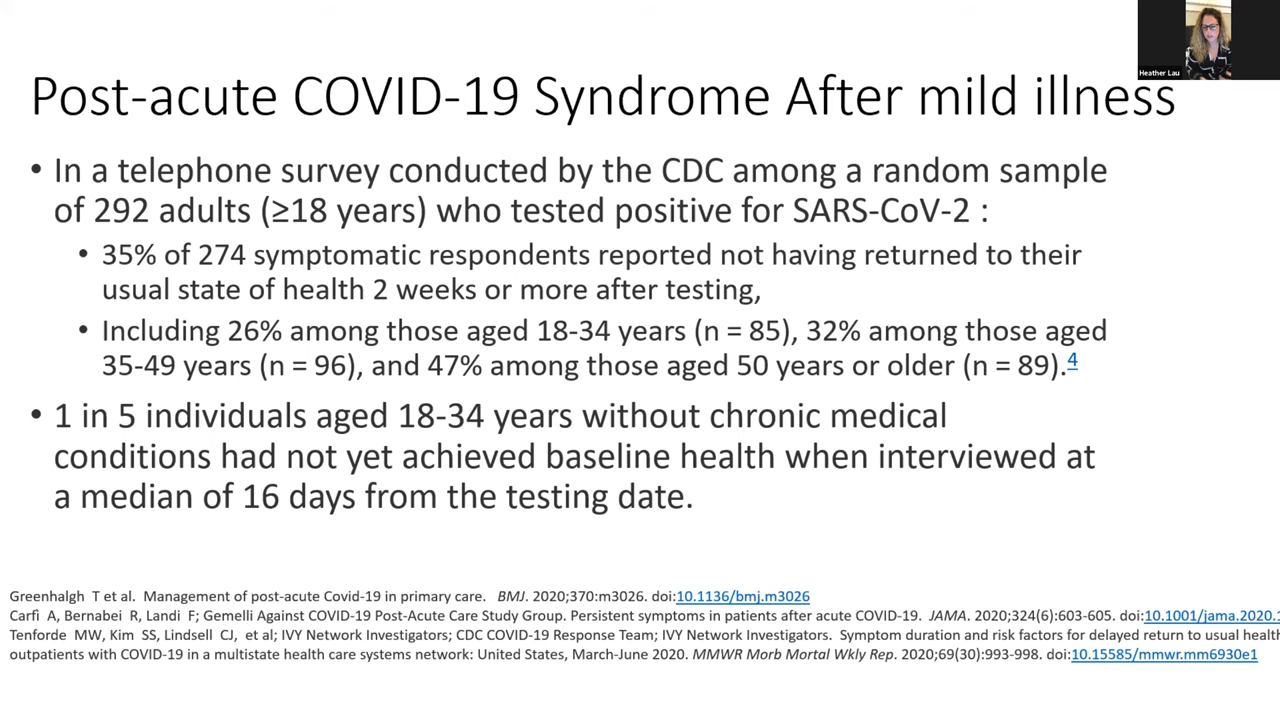 Heather Lau
Post-acute COVID-19 Syndrome After mild illness
• In a telephone survey conducted by the CDC among a random sample
of 292 adults (≥18 years) who tested positive for SARS-CoV-2 :
• 35% of 274 symptomatic respondents reported not having returned to their
usual state of health 2 weeks or more after testing,
• Including 26% among those aged 18-34 years (n = 85), 32% among those aged
35-49 years (n = 96), and 47% among those aged 50 years or older (n = 89).4
• 1 in 5 individuals aged 18-34 years without chronic medical
conditions had not yet achieved baseline health when interviewed at
a median of 16 days from the testing date.
Greenhalgh T et al. Management of post-acute Covid-19 in primary care. BMJ. 2020;370:m3026. doi:10.1136/bmj.m3026
Carfì A, Bernabei R, Landi F; Gemelli Against COVID-19 Post-Acute Care Study Group. Persistent symptoms in patients after acute COVID-19. JAMA. 2020;324(6):603-605. doi:10.1001/jama.2020.1
Tenforde MW, Kim SS, Lindsell CJ, et al; IVY Network Investigators; CDC COVID-19 Response Team; IVY Network Investigators. Symptom duration and risk factors for delayed return to usual health
outpatients with COVID-19 in a multistate health care systems network: United States, March-June 2020. MMWR Morb Mortal Wkly Rep. 2020;69(30):993-998. doi:10.15585/mmwr.mm6930e1